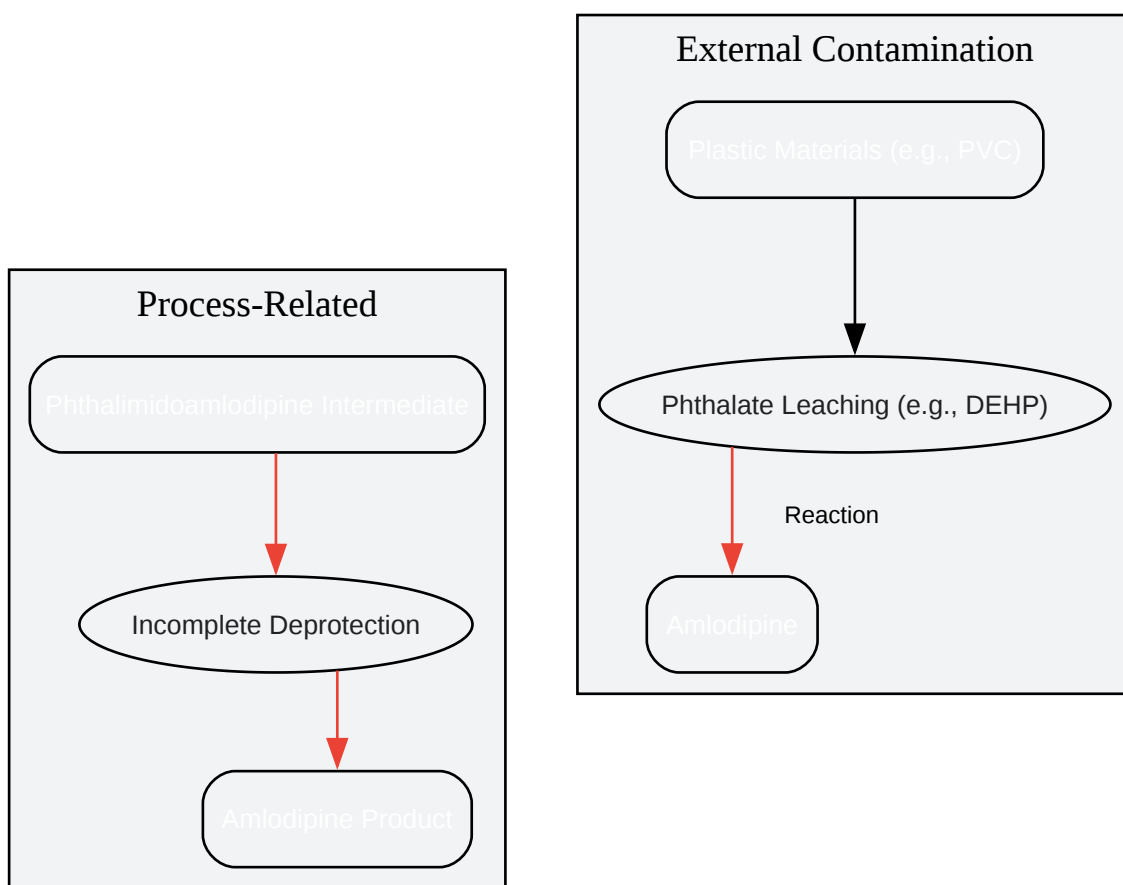 External Contamination
Plastic Materials (e.g., PVC)
Phthalate Leaching (e.g., DEHP)
Reaction
Amlodipine
Process-Related
Phthalimidoamlodipine Intermediate
Incomplete Deprotection
Amlodipine Product